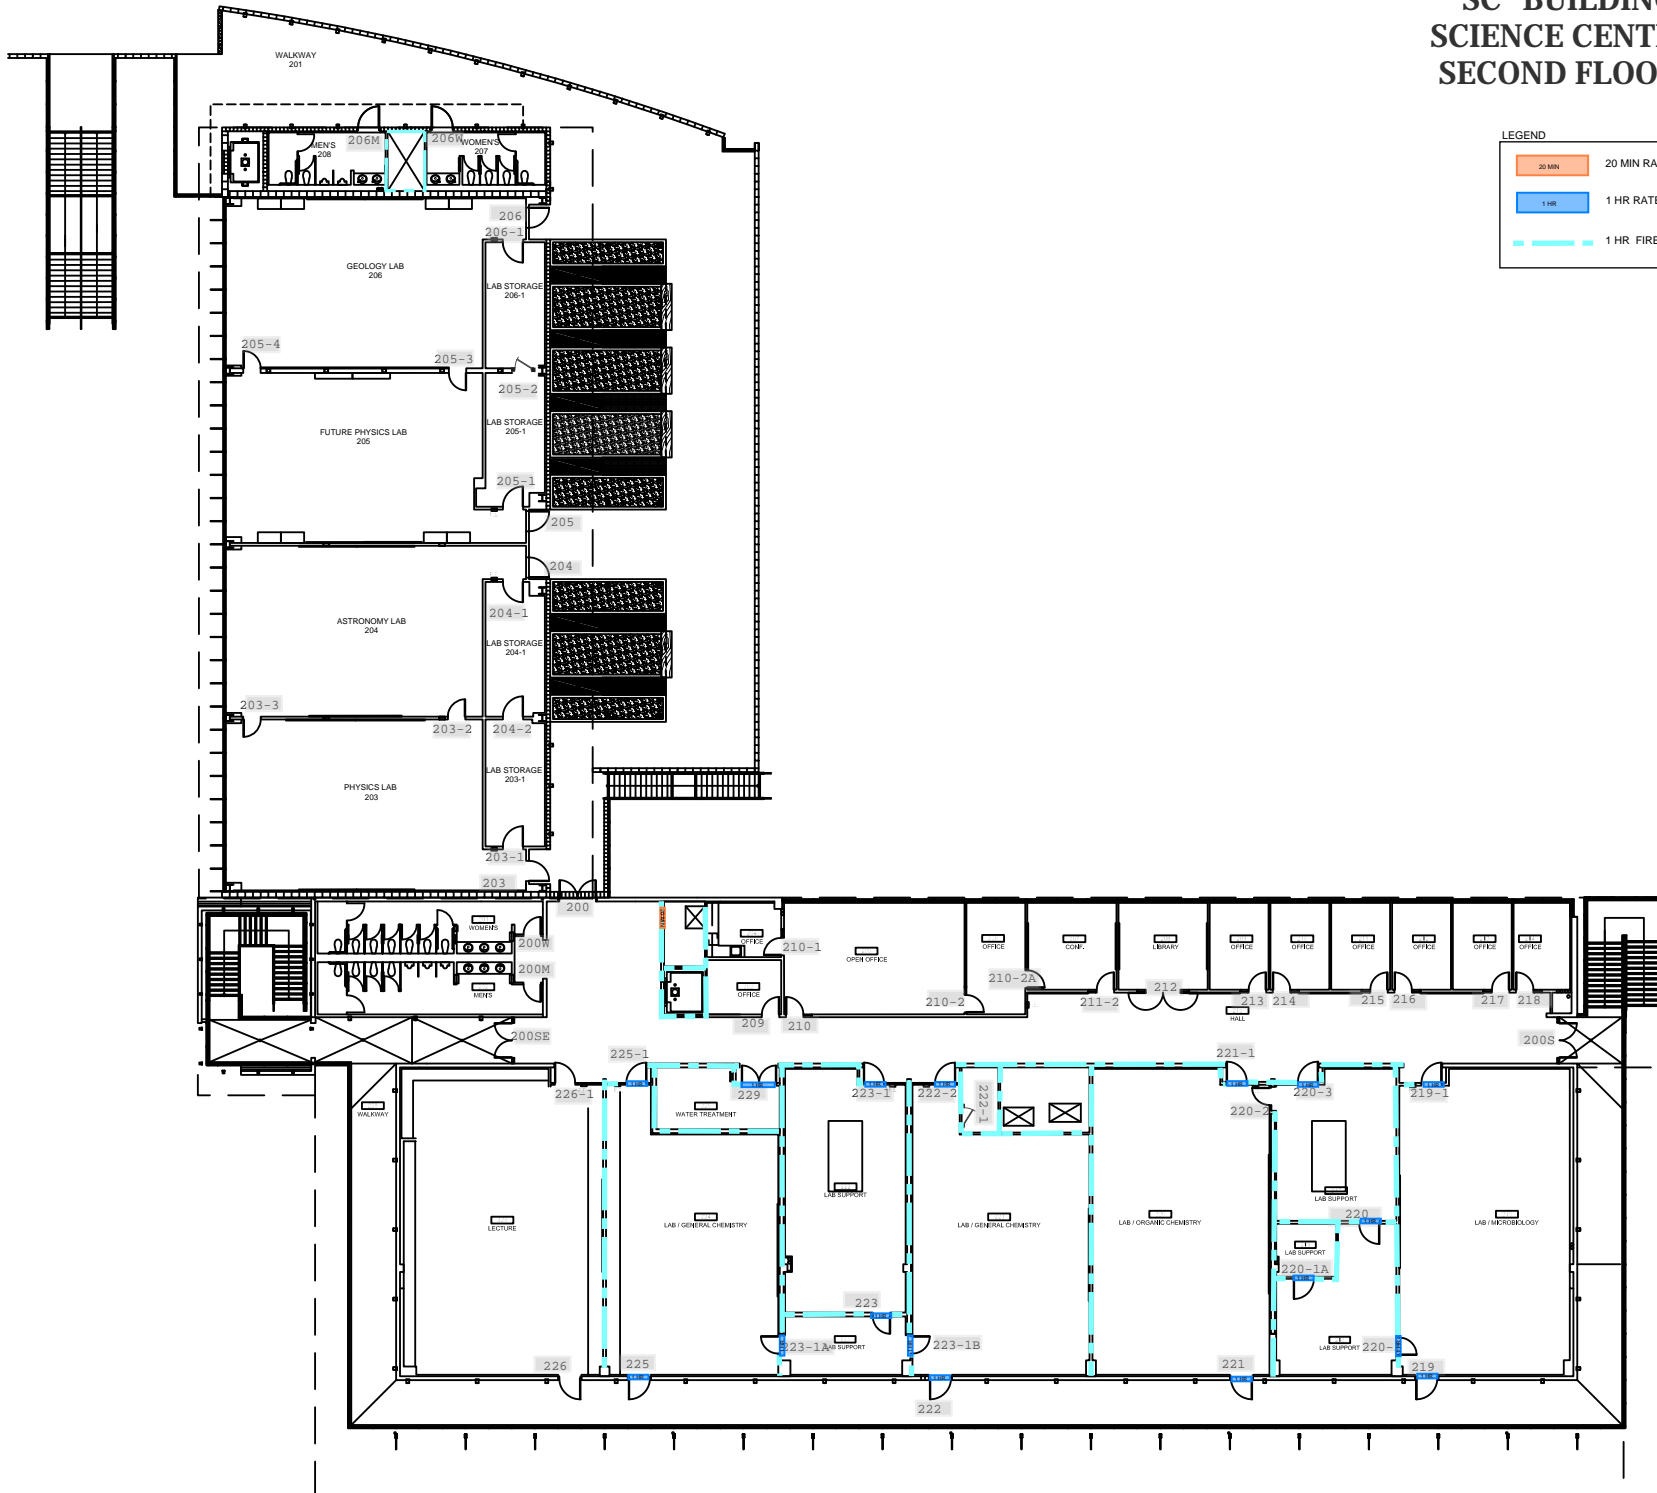 SC BUILDING
SCIENCE CENT
SECOND FLOO
LEGEND
20 MIN
20 MIN RA
1 HR
1 HR RATE
1 HR FIRE
WALKWAY
201
206M
206W
MEN'S
208
WOMEN'S
207
206
206-1
GEOLOGY LAB
206
LAB STORAGE
206-1
205-4
205-3
205-2
FUTURE PHYSICS LAB
205
LAB STORAGE
205-1
205-1
205
204
204-1
ASTRONOMY LAB
204
LAB STORAGE
204-1
203-3
203-2
204-2
PHYSICS LAB
203
LAB STORAGE
203-1
203-1
203
200
WOMEN'S
200W
200M
MEN'S
200SE
OFFICE
210-1
OPEN OFFICE
OFFICE
CONF.
LIBRARY
OFFICE
OFFICE
OFFICE
OFFICE
OFFICE
OFFICE
OFFICE
209
210
210-2
210-2A
211-2
212
213
214
215
216
217
218
HALL
200S
225-1
226-1
229
223-1
222-2
222-1
221-1
220-2
220-3
219-1
WALKWAY
WATER TREATMENT
LECTURE
LAB / GENERAL CHEMISTRY
LAB SUPPORT
LAB / GENERAL CHEMISTRY
LAB / ORGANIC CHEMISTRY
LAB SUPPORT
LAB / MICROBIOLOGY
220
LAB SUPPORT
220-1A
223
223-1A
LAB SUPPORT
223-1B
LAB SUPPORT
220-
226
225
222
221
219